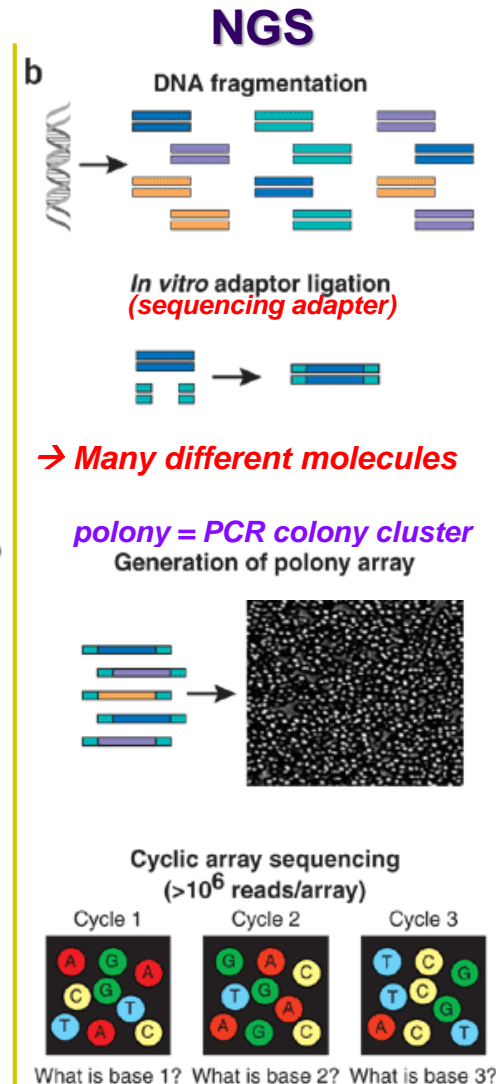 NGS
b
DNA fragmentation
In vitro adaptor ligation
(sequencing adapter)
→ Many different molecules
polony = PCR colony cluster
Generation of polony array
Cyclic array sequencing
(>10⁶ reads/array)
Cycle 1 Cycle 2 Cycle 3
A G A C G T T A C
G A C T G A A G C
T C G T C G A C T
What is base 1? What is base 2? What is base 3?